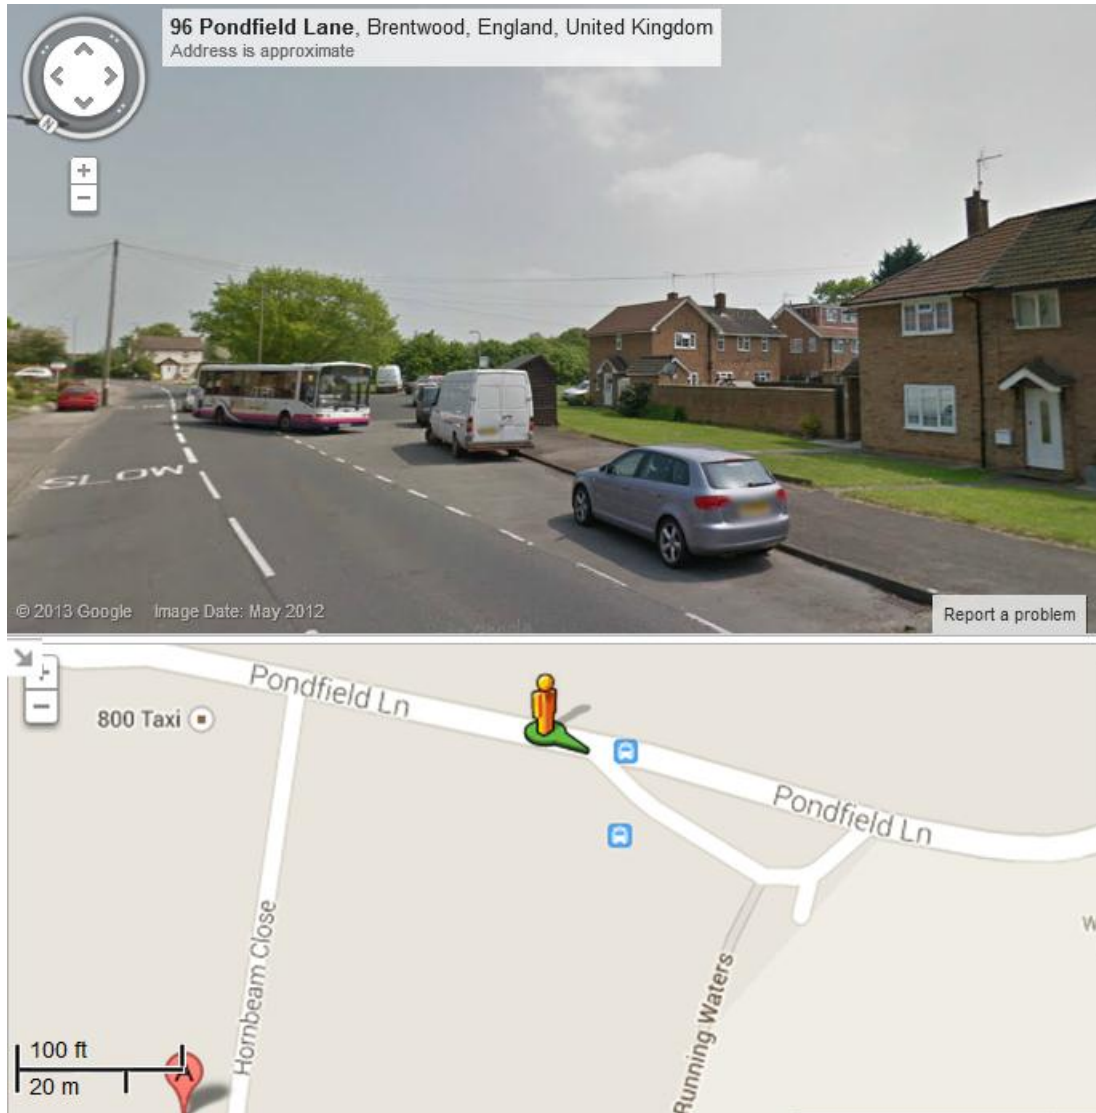 96 Pondfield Lane, Brentwood, England, United Kingdom
Address is approximate
N
+
−
SLOW
© 2013 Google Image Date: May 2012
Report a problem
−
Pondfield Ln
800 Taxi
Pondfield Ln
Hornbeam Close
Running Waters
W
100 ft
20 m
A